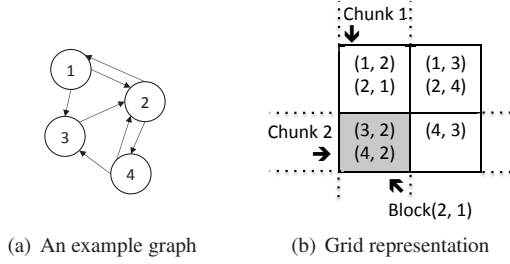 1
2
3
4
(a) An example graph
Chunk 1
(1, 2)
(2, 1)
(1, 3)
(2, 4)
Chunk 2
(3, 2)
(4, 2)
(4, 3)
Block(2, 1)
(b) Grid representation